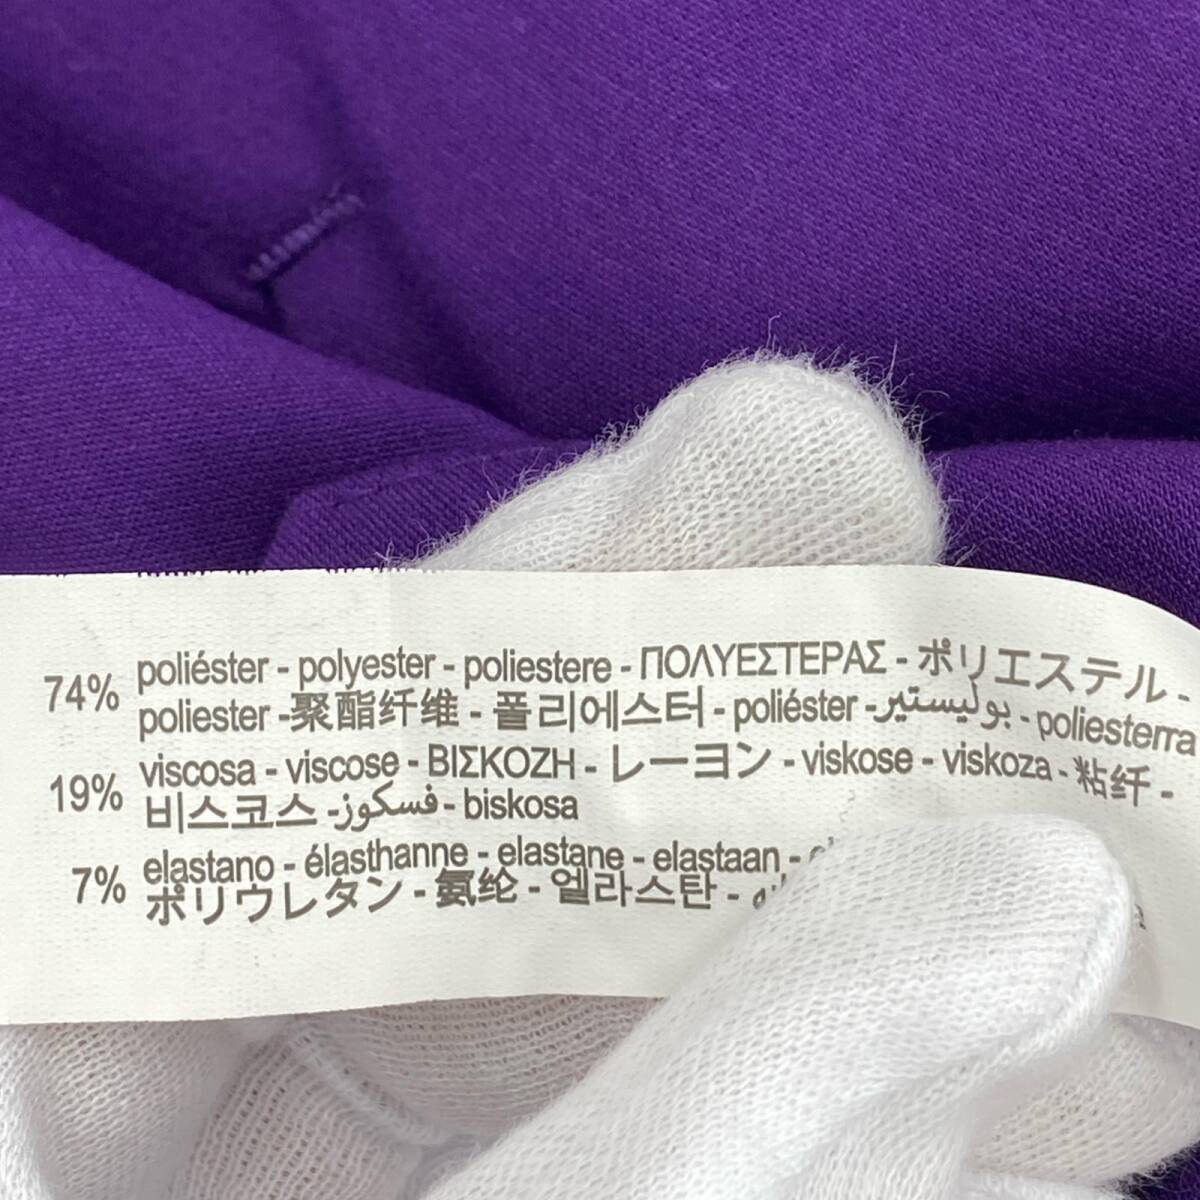 74% poliéster - polyester - poliestere - ΠΟΛΥΕΣΤΕΡΑΣ - ポリエステル -
poliester -聚酯纤维 - 폴리에스터 - poliéster -بوليستير - poliesterra
19% viscosa - viscose - ΒΙΣΚΟΖΗ - レーヨン - viskose - viskoza - 粘纤 -
비스코스 -فسكوز - biskosa
7% elastano - élasthanne - elastane - elastaan -
ポリウレタン - 氨纶 - 엘라스탄 -